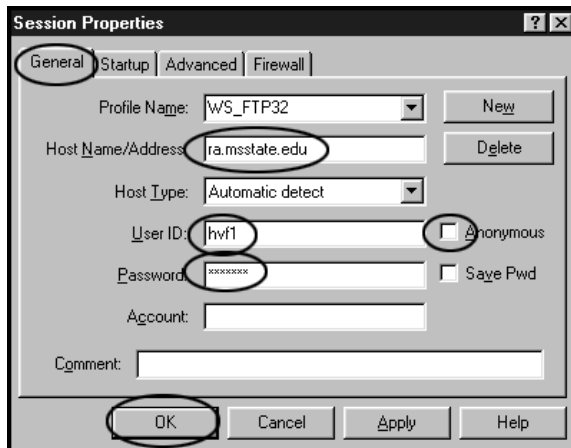 Session Properties
? ×
General Startup Advanced Firewall
Profile Name: WS_FTP32 New
Host Name/Address: ra.msstate.edu Delete
Host Type: Automatic detect
User ID: hvf1 Anonymous
Password: xxxxxxx Save Pwd
Account:
Comment:
OK Cancel Apply Help